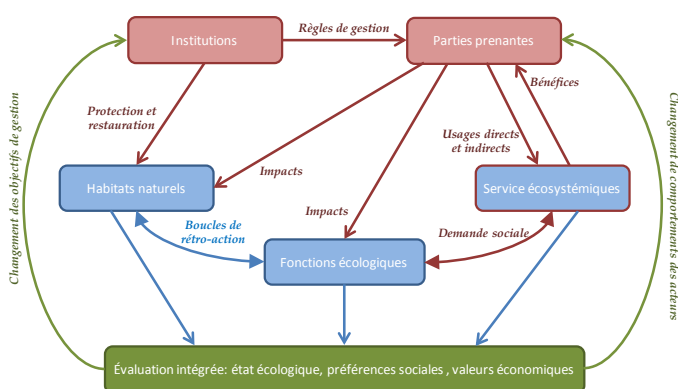 Règles de gestion
Institutions
Parties prenantes
Bénéfices
Protection et
restauration
Usages directs
et indirects
Changement des objectifs de gestion
Changement de comportements des acteurs
Impacts
Habitats naturels
Service écosystémiques
Impacts
Boucles de
rétro-action
Demande sociale
Fonctions écologiques
Évaluation intégrée: état écologique, préférences sociales , valeurs économiques